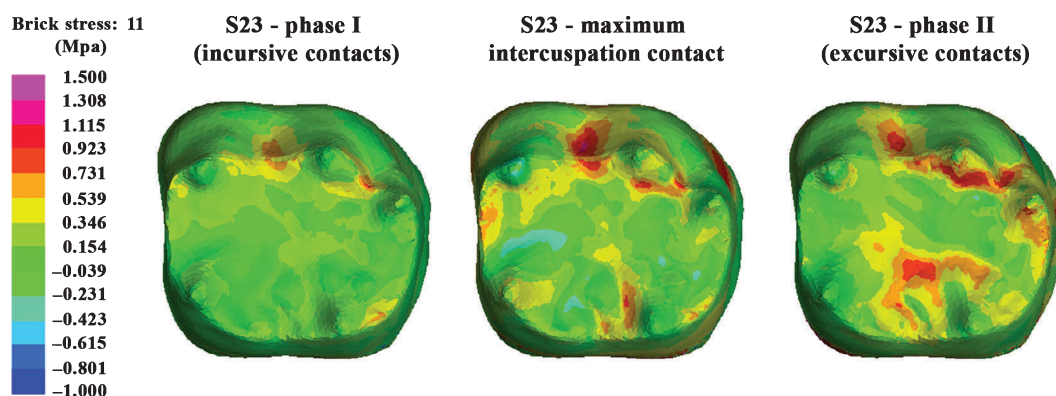 Brick stress: 11
(Mpa)
1.500
1.308
1.115
0.923
0.731
0.539
0.346
0.154
−0.039
−0.231
−0.423
−0.615
−0.801
−1.000
S23 - phase I
(incursive contacts)
S23 - maximum
intercuspation contact
S23 - phase II
(excursive contacts)